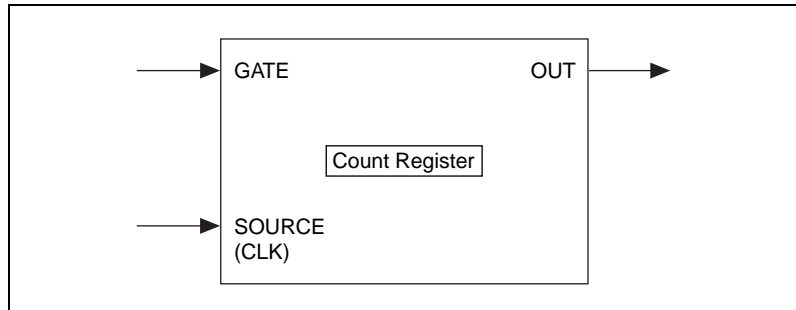 GATE
OUT
Count Register
SOURCE
(CLK)